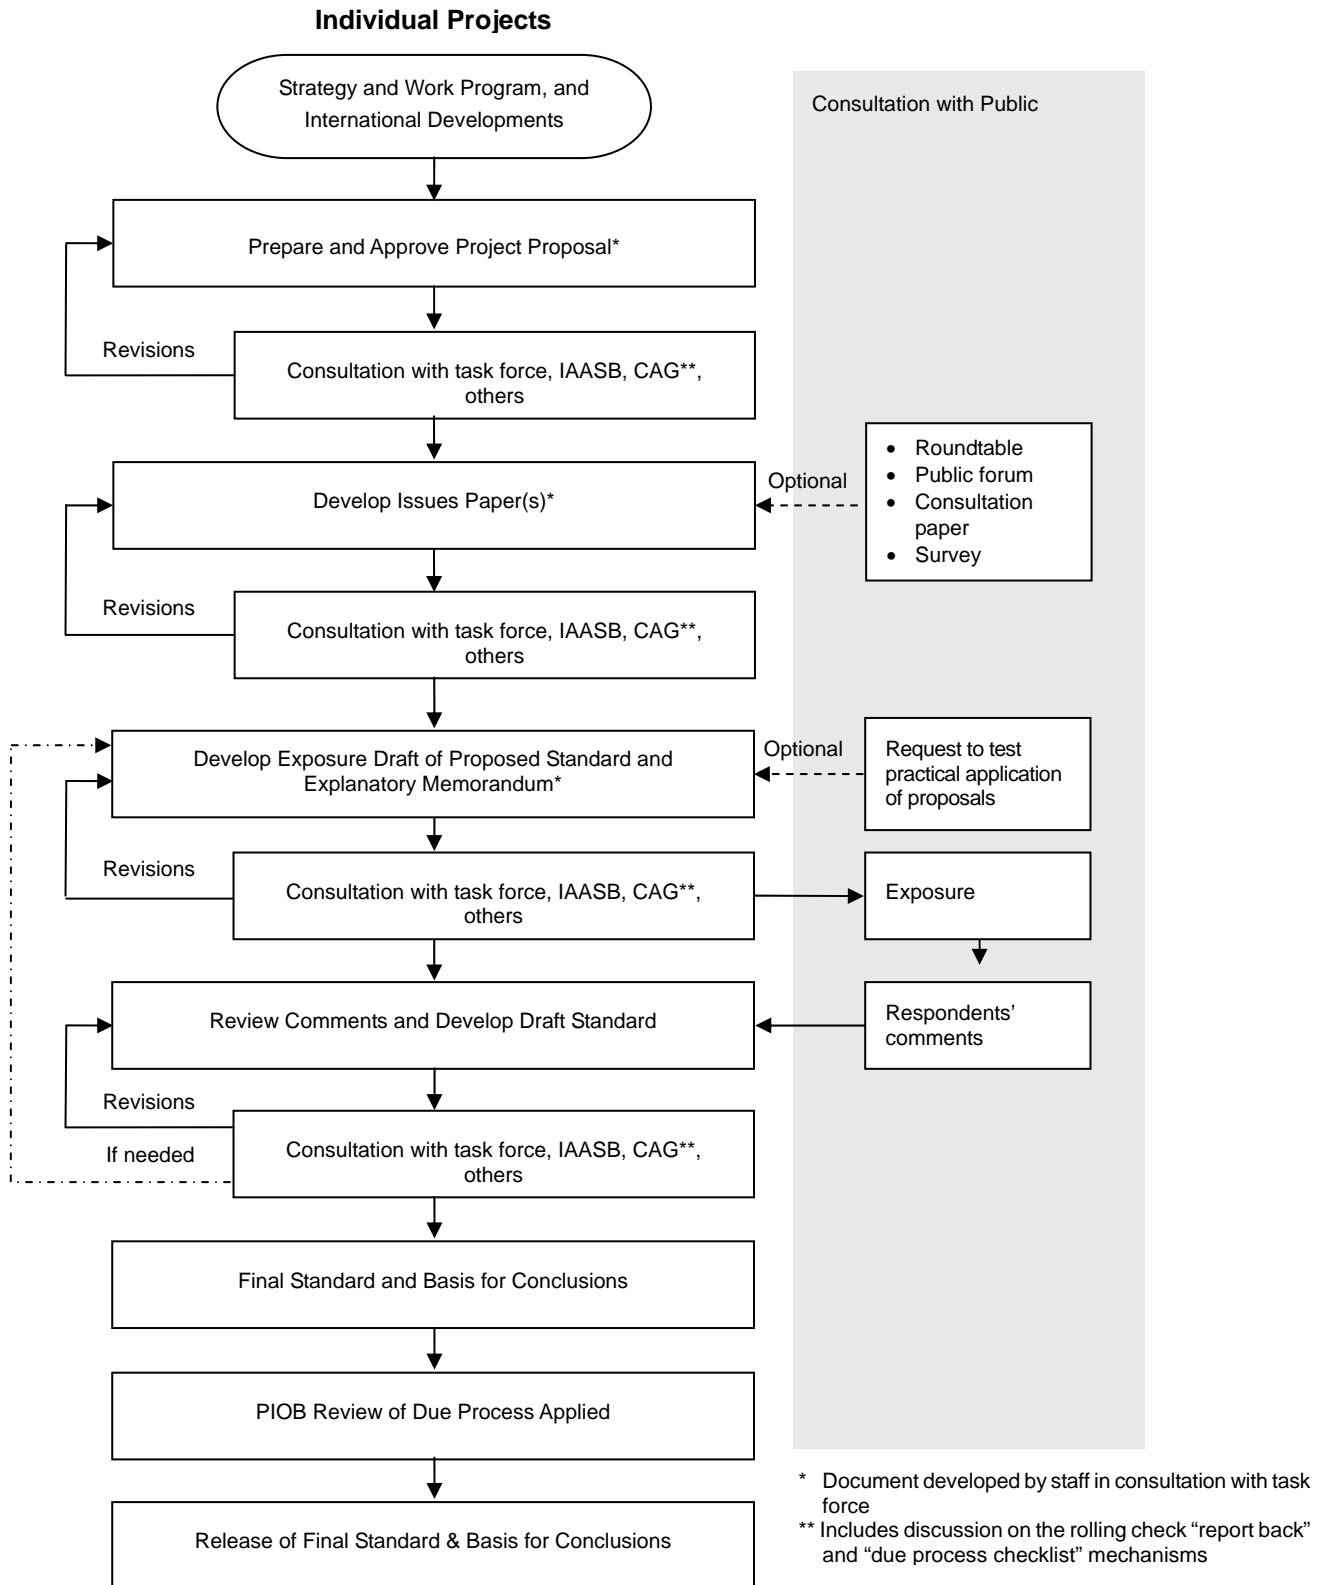 Individual Projects
Strategy and Work Program, and
International Developments
Consultation with Public
Prepare and Approve Project Proposal*
Revisions
Consultation with task force, IAASB, CAG**,
others
Develop Issues Paper(s)*
Optional
• Roundtable
• Public forum
• Consultation
paper
• Survey
Revisions
Consultation with task force, IAASB, CAG**,
others
Develop Exposure Draft of Proposed Standard and
Explanatory Memorandum*
Optional
Request to test
practical application
of proposals
Revisions
Consultation with task force, IAASB, CAG**,
others
Exposure
Review Comments and Develop Draft Standard
Respondents’
comments
Revisions
If needed
Consultation with task force, IAASB, CAG**,
others
Final Standard and Basis for Conclusions
PIOB Review of Due Process Applied
Release of Final Standard & Basis for Conclusions
* Document developed by staff in consultation with task
force
** Includes discussion on the rolling check “report back”
and “due process checklist” mechanisms